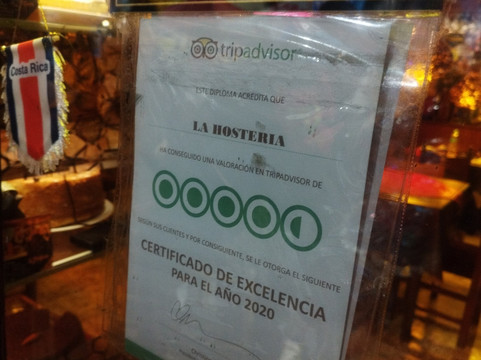 Costa Rica
tripadvisor
ESTE DIPLOMA ACREDITA QUE
LA HOSTERIA
HA CONSEGUIDO UNA VALORACIÓN EN TRIPADVISOR DE
SEGÚN SUS CLIENTES Y POR CONSIGUIENTE, SE LE OTORGA EL SIGUIENTE
CERTIFICADO DE EXCELENCIA
PARA EL AÑO 2020